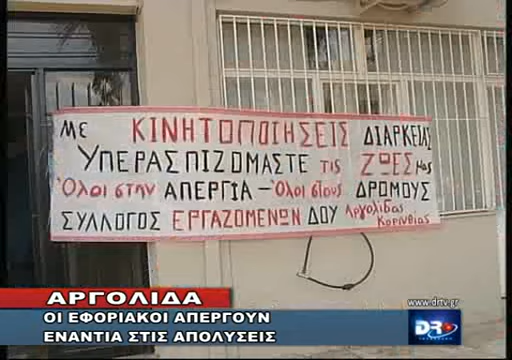 ΜΕ ΚΙΝΗΤΟΠΟΙΗΣΕΙΣ ΔΙΑΡΚΕΙΑΣ
ΥΠΕΡΑΣΠΙΖΟΜΑΣΤΕ τις ΖΩΕΣ μας
Όλοι στην ΑΠΕΡΓΙΑ - Όλοι στους ΔΡΟΜΟΥΣ
ΣΥΛΛΟΓΟΣ ΕΡΓΑΖΟΜΕΝΩΝ ΔΟΥ Αργολίδας
Κορινθίας
www.drtv.gr
ΑΡΓΟΛΙΔΑ
ΟΙ ΕΦΟΡΙΑΚΟΙ ΑΠΕΡΓΟΥΝ
ΕΝΑΝΤΙΑ ΣΤΙΣ ΑΠΟΛΥΣΕΙΣ
DR